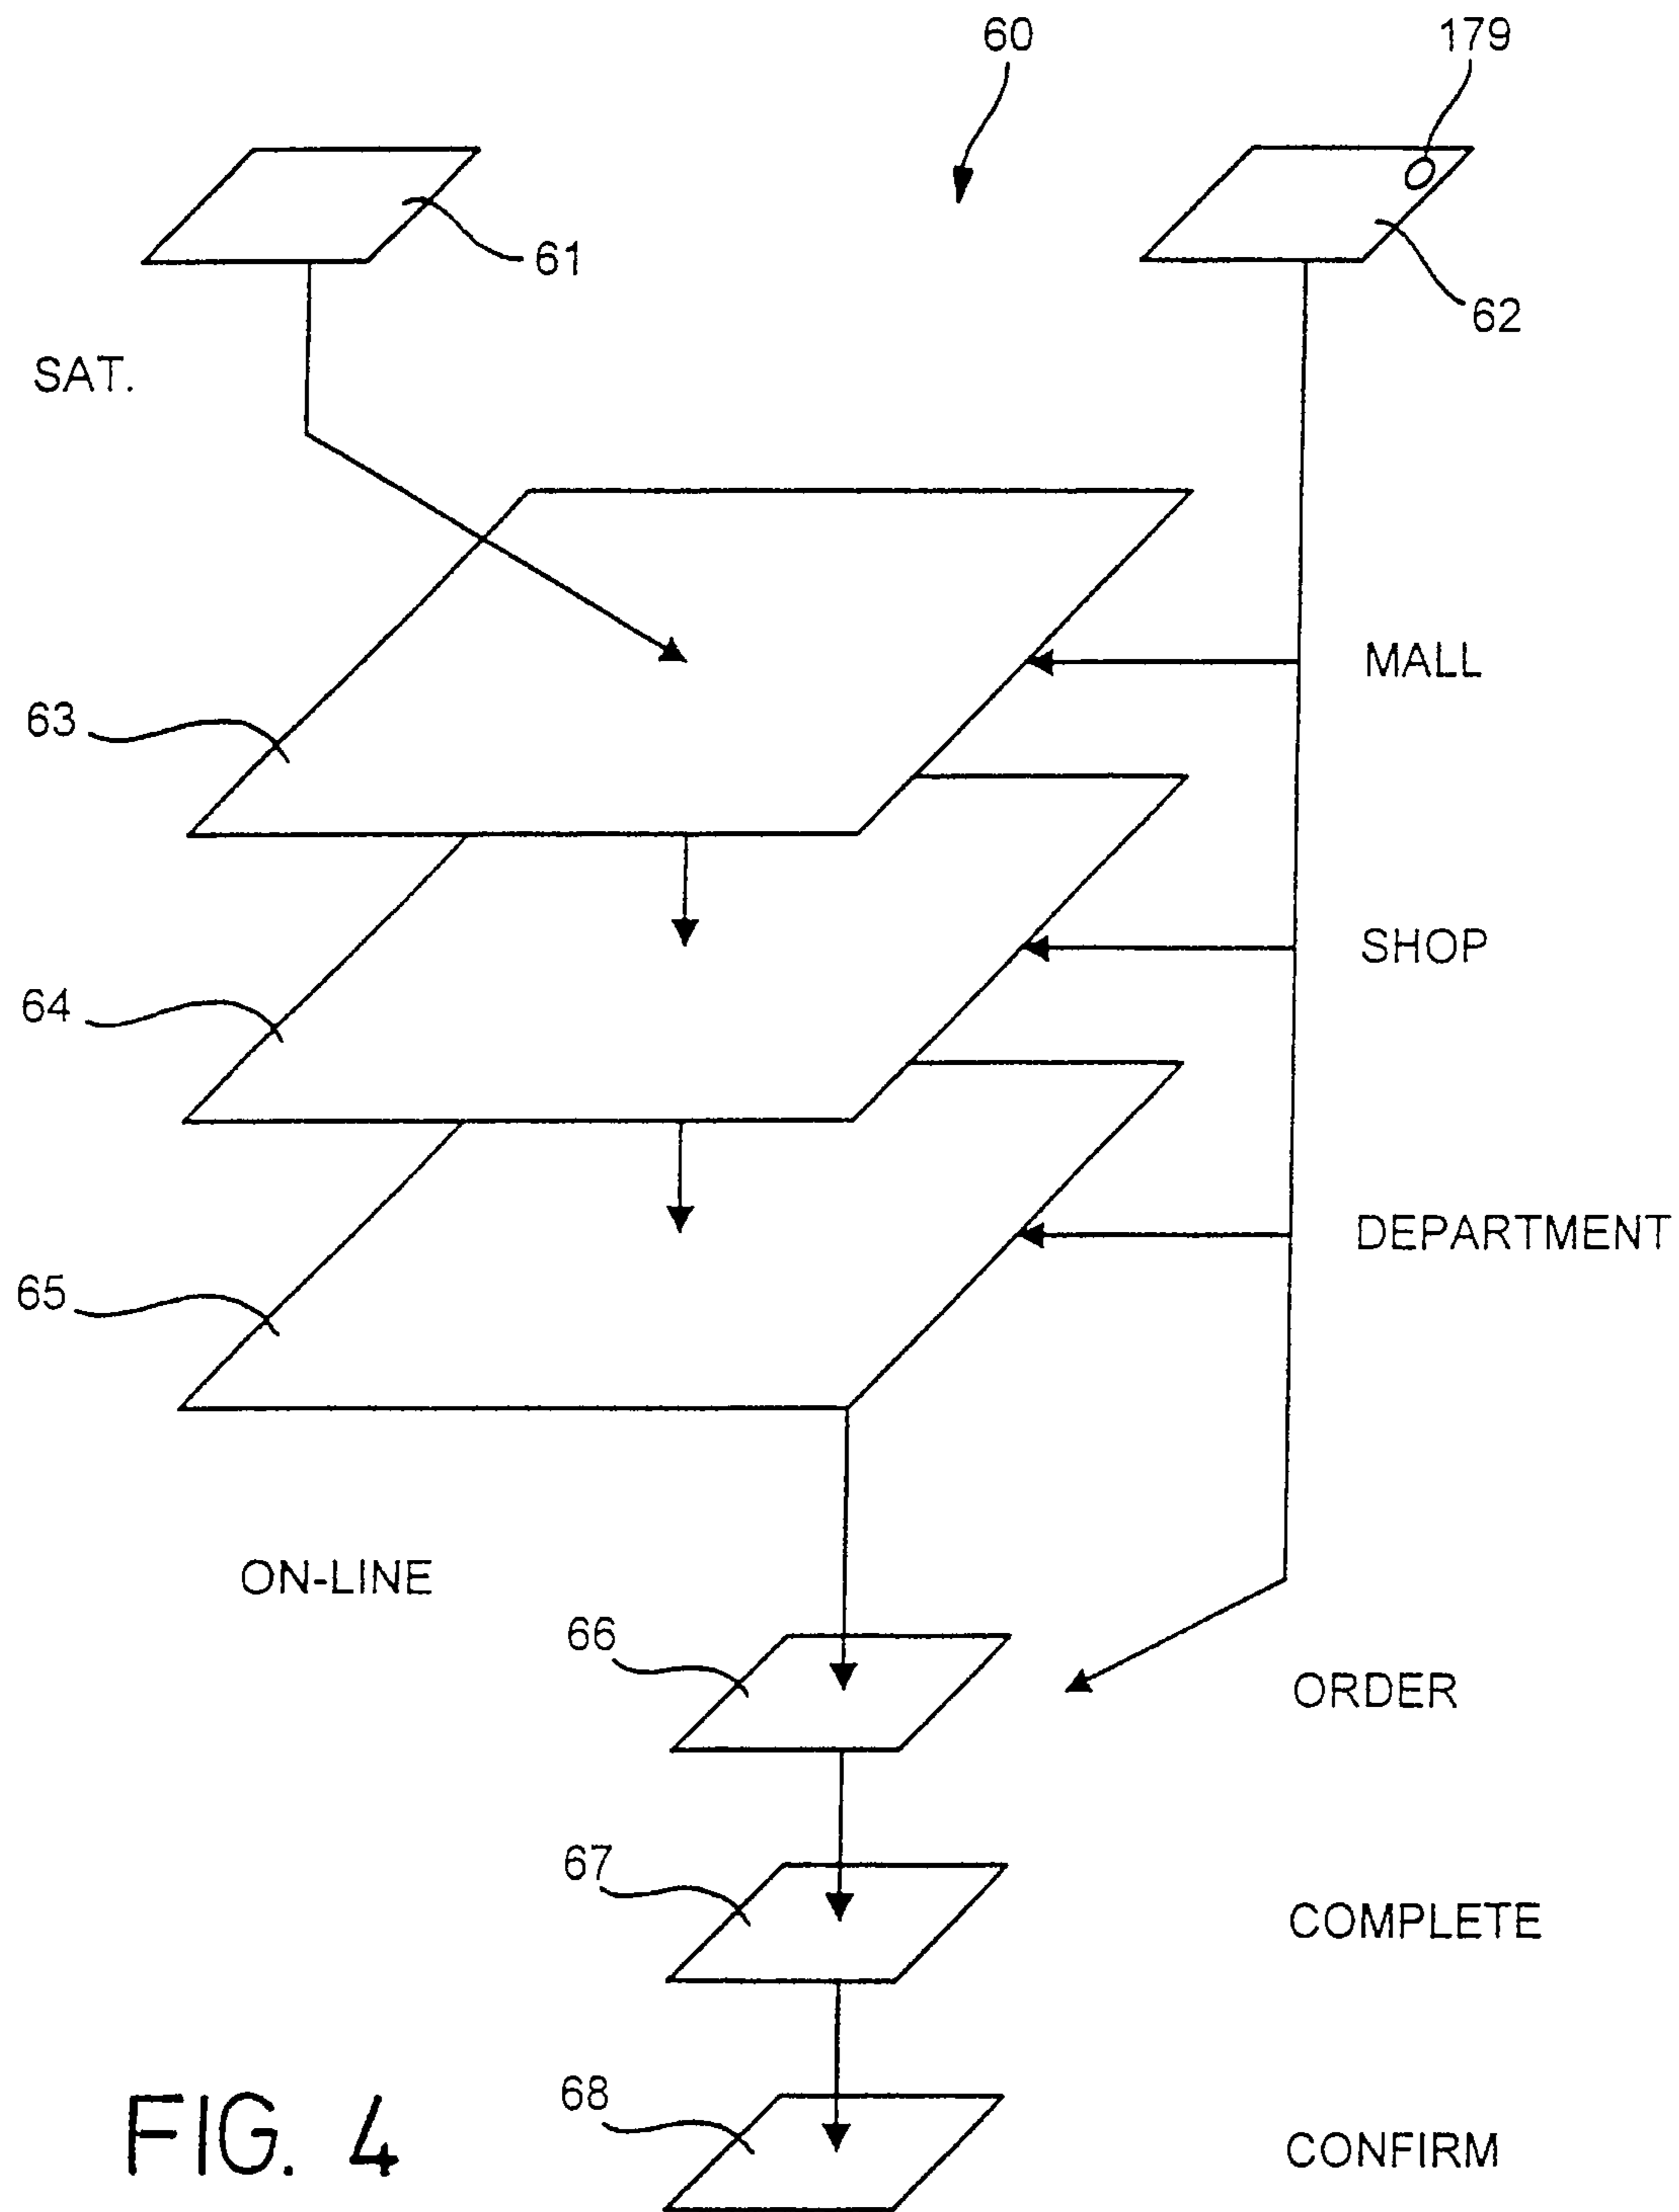 60
179
61
62
SAT.
MALL
63
SHOP
64
DEPARTMENT
65
ON-LINE
66
ORDER
67
COMPLETE
68
CONFIRM
FIG. 4